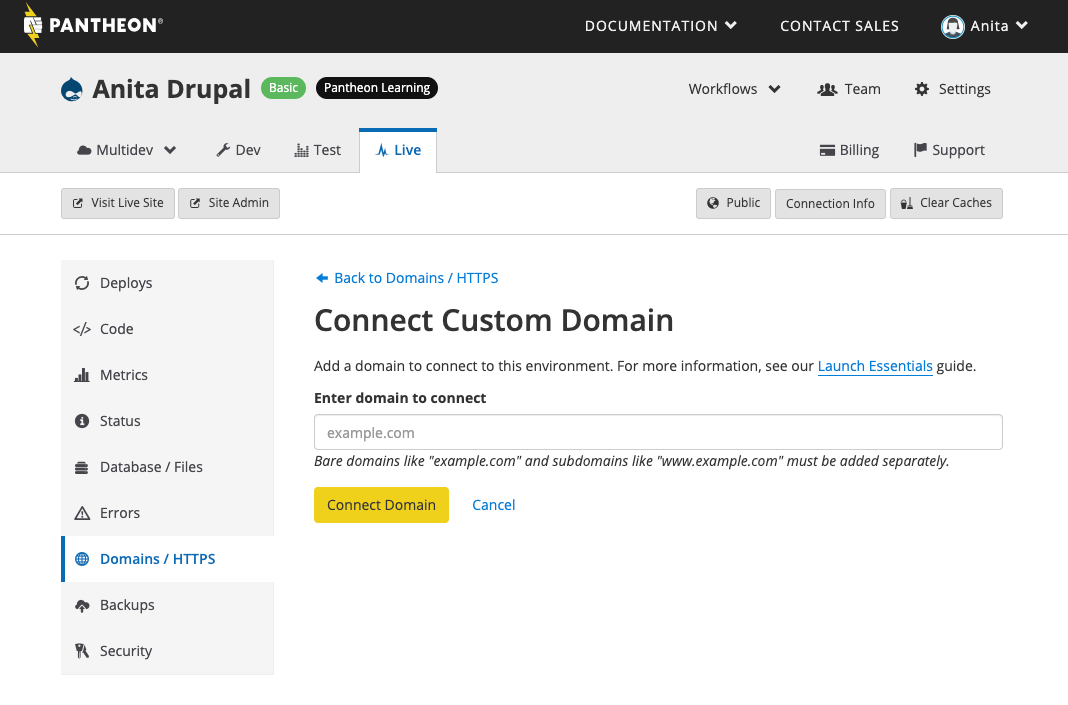 PANTHEON® DOCUMENTATION CONTACT SALES Anita
Anita Drupal Basic Pantheon Learning Workflows Team Settings
Multidev Dev Test Live Billing Support
Visit Live Site Site Admin Public Connection Info Clear Caches
Deploys
Code
Metrics
Status
Database / Files
Errors
Domains / HTTPS
Backups
Security
Back to Domains / HTTPS
Connect Custom Domain
Add a domain to connect to this environment. For more information, see our Launch Essentials guide.
Enter domain to connect
example.com
Bare domains like "example.com" and subdomains like "www.example.com" must be added separately.
Connect Domain Cancel